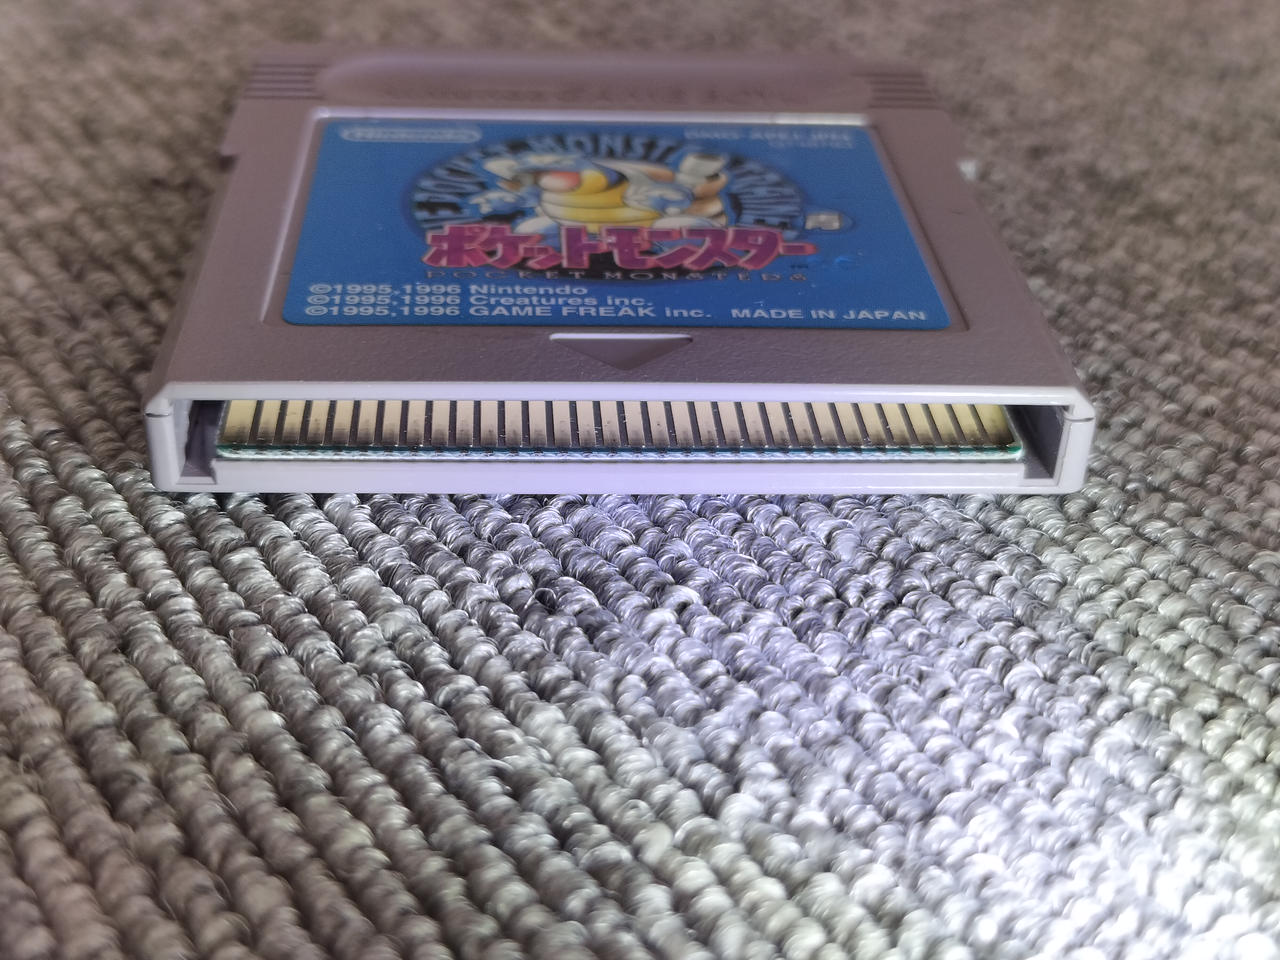 Nintendo
ポケットモンスター
POCKET MONSTERS
©1995,1996 Nintendo
©1995,1996 Creatures inc.
©1995,1996 GAME FREAK inc. MADE IN JAPAN